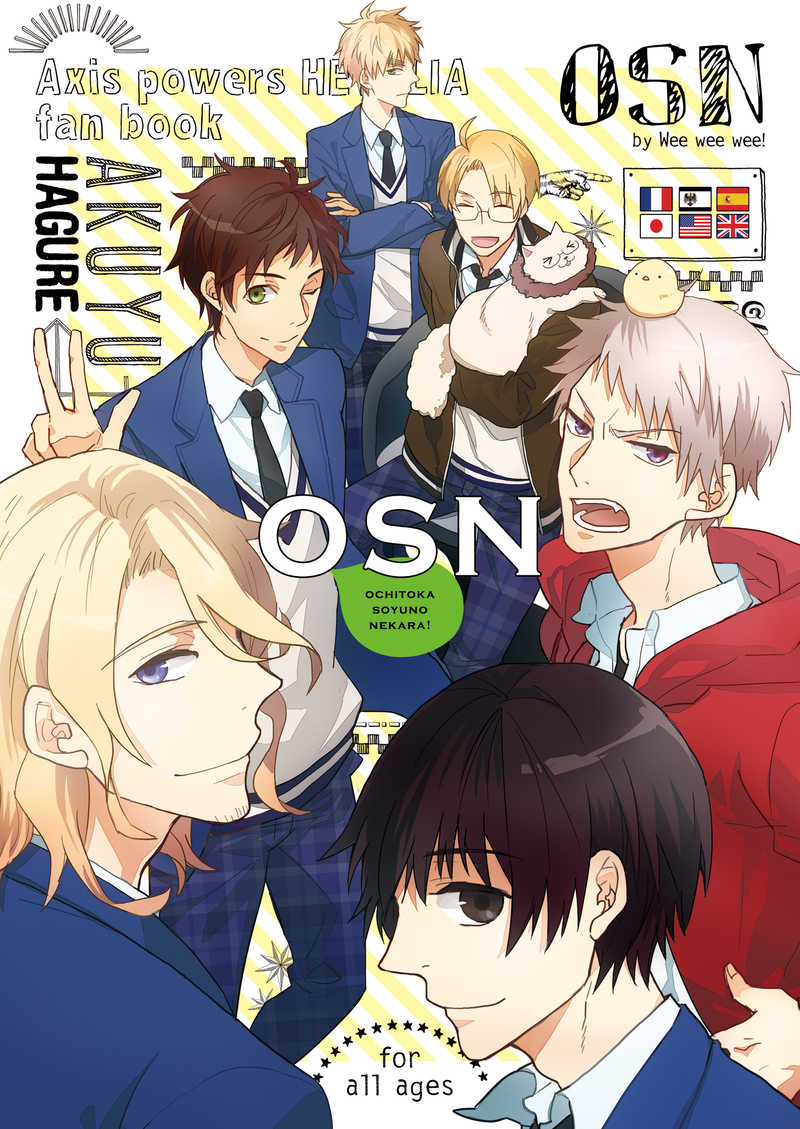 Axis powers HE LIA
fan book
OSN
by Wee wee wee!
AKUYU
HAGURE
OSN
OCHITOKA
SOYUNO
NEKARA!
for
all ages